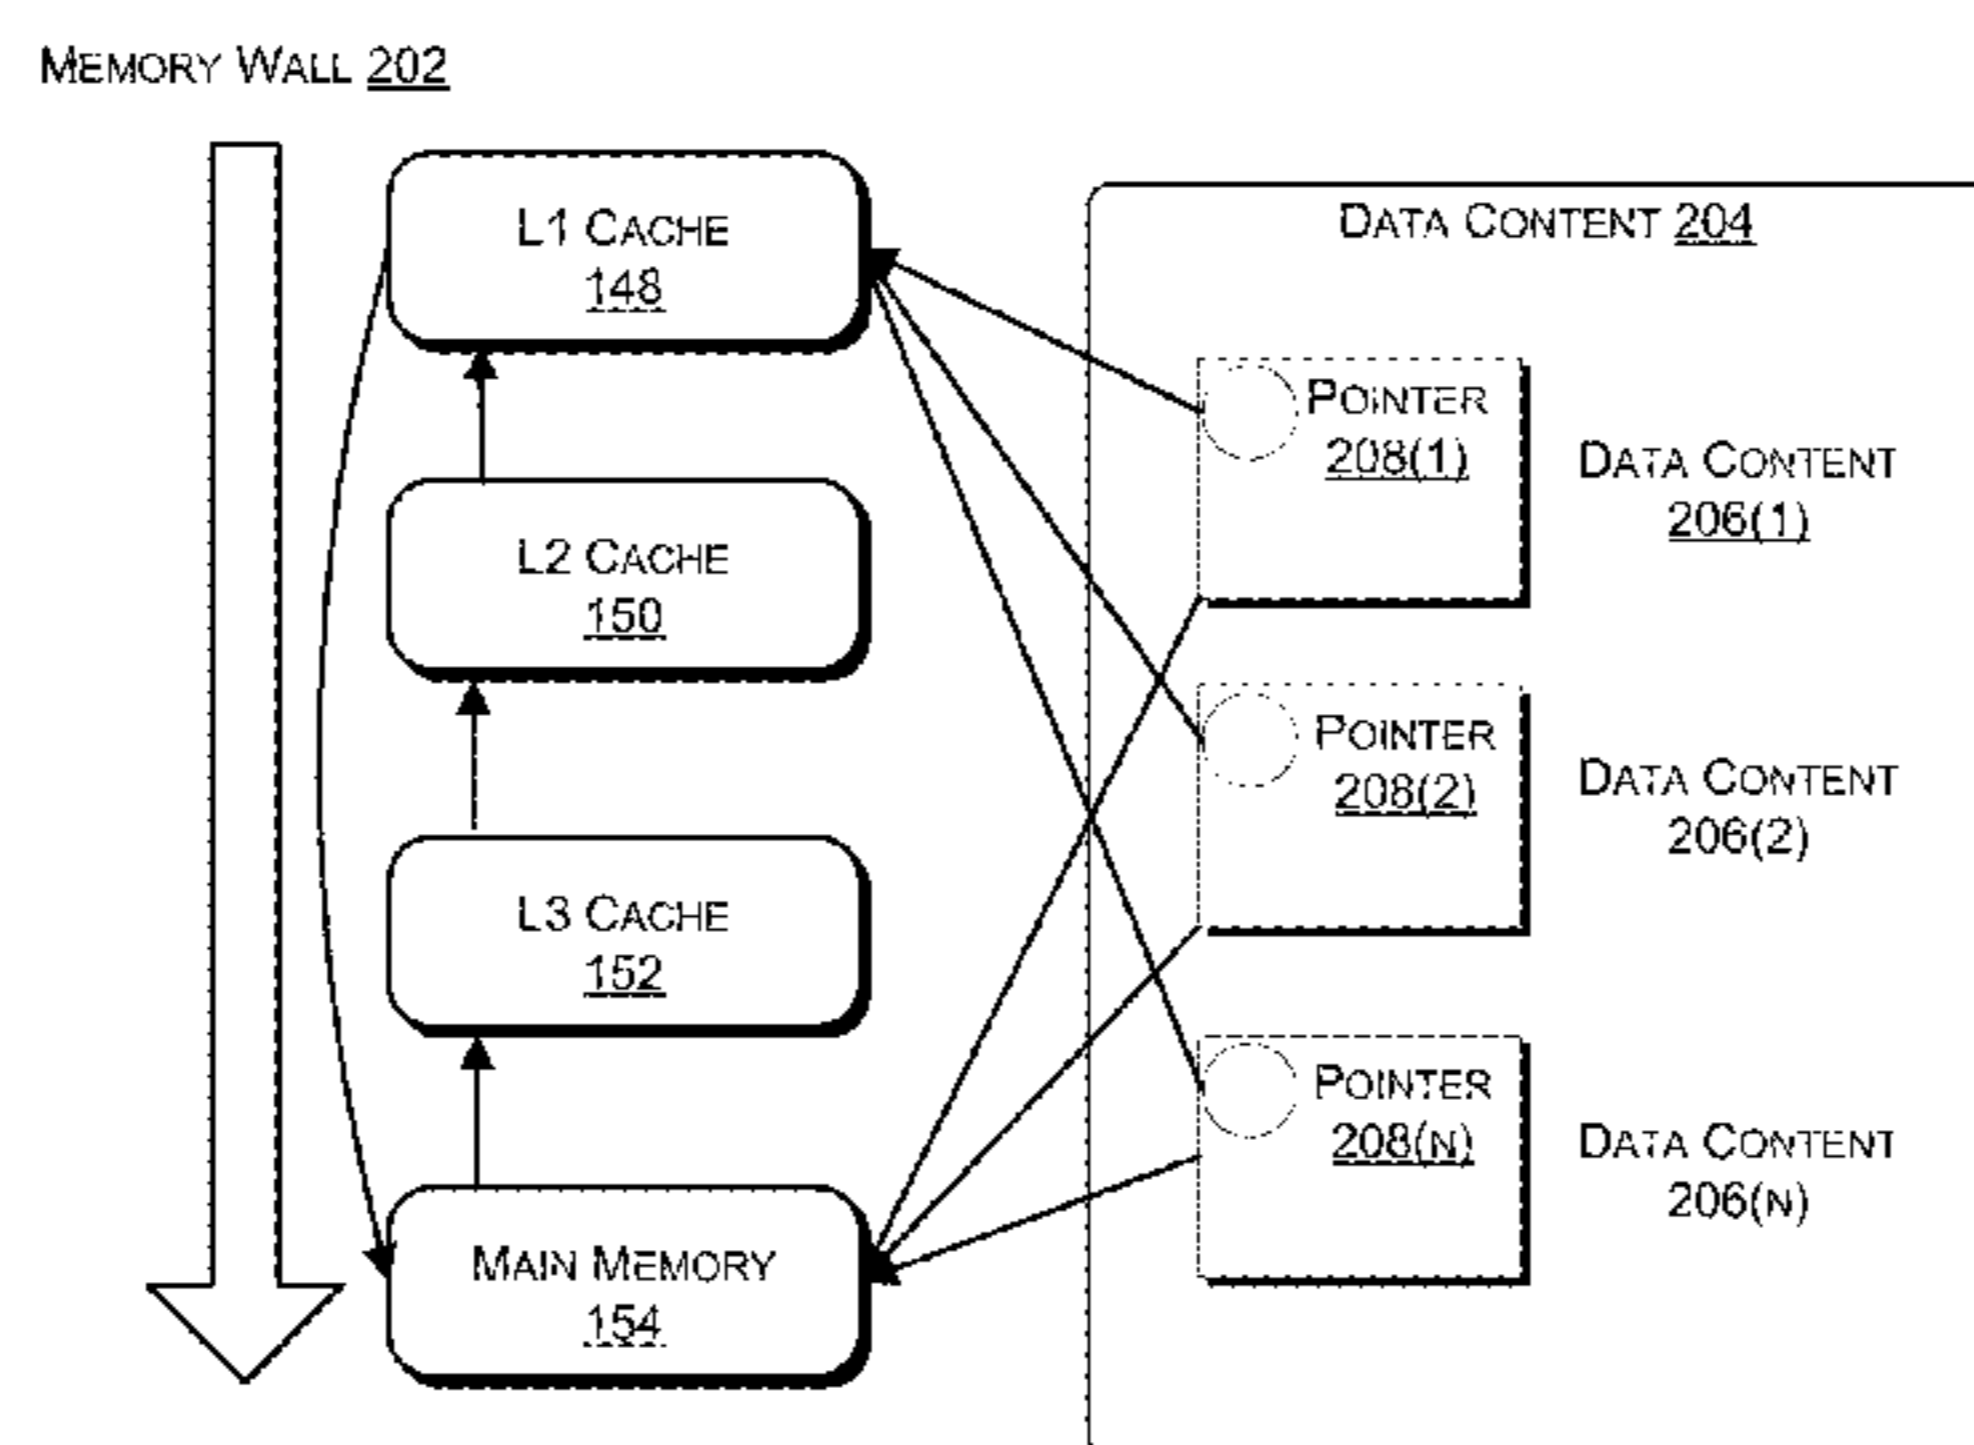 MEMORY WALL 202
L1 CACHE
148
L2 CACHE
150
L3 CACHE
152
MAIN MEMORY
154
DATA CONTENT 204
POINTER
208(1)
DATA CONTENT
206(1)
POINTER
208(2)
DATA CONTENT
206(2)
POINTER
208(N)
DATA CONTENT
206(N)